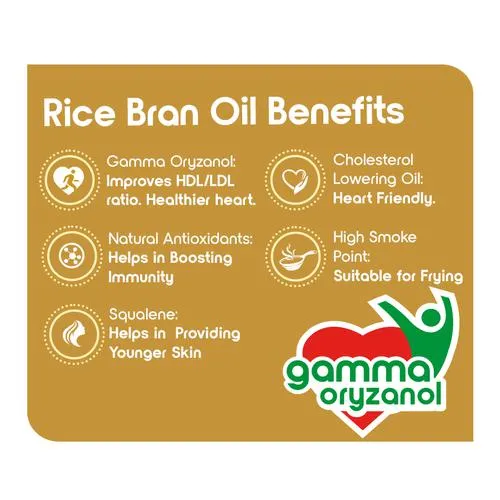 Rice Bran Oil Benefits
Gamma Oryzanol:
Improves HDL/LDL
ratio. Healthier heart.
Natural Antioxidants:
Helps in Boosting
Immunity
Squalene:
Helps in Providing
Younger Skin
Cholesterol
Lowering Oil:
Heart Friendly.
High Smoke
Point:
Suitable for Frying
gamma
oryzanol